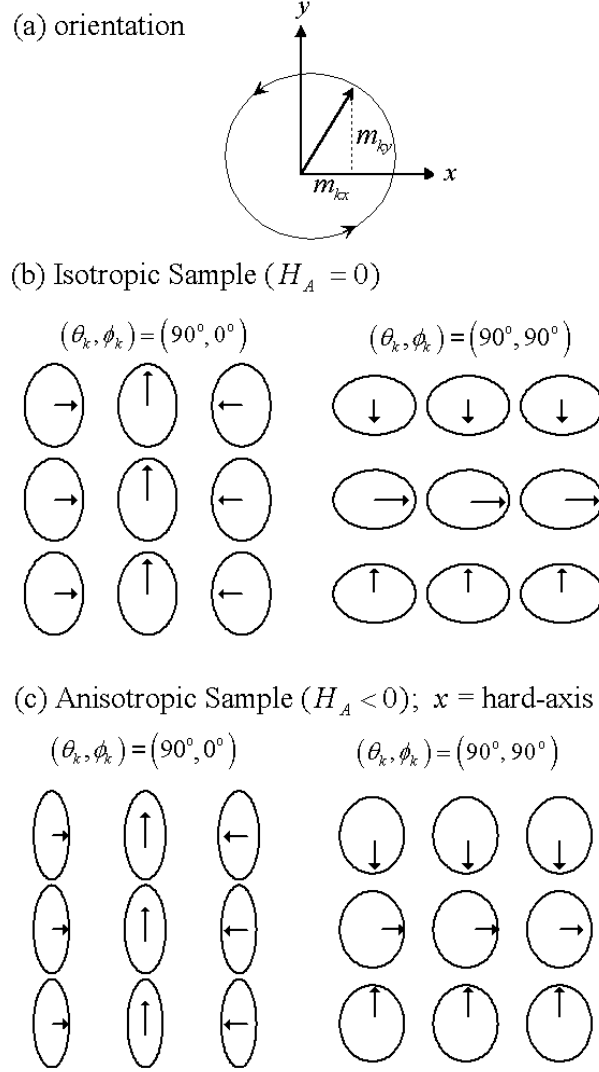 (a) orientation
y
m_ky
x
m_kx
(b) Isotropic Sample (H_A = 0)
(θ_k, ϕ_k) = (90°, 0°)
(θ_k, ϕ_k) = (90°, 90°)
(c) Anisotropic Sample (H_A < 0); x = hard-axis
(θ_k, ϕ_k) = (90°, 0°)
(θ_k, ϕ_k) = (90°, 90°)